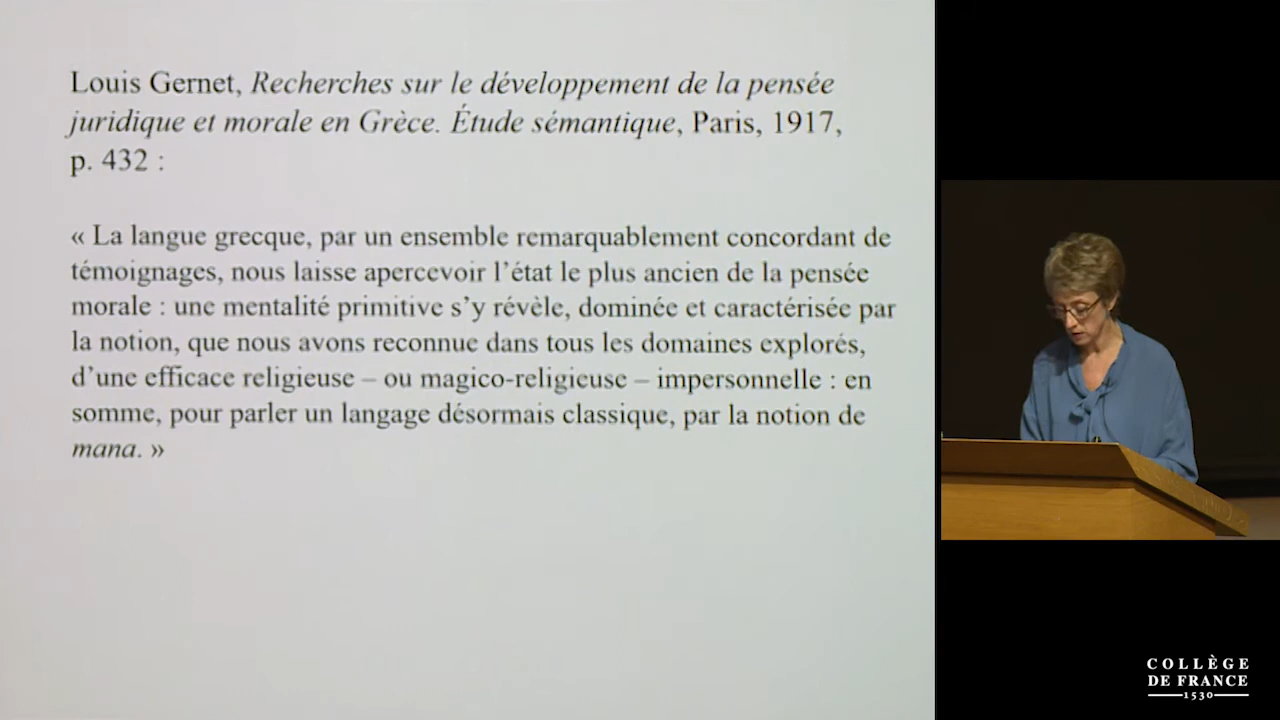 Louis Gernet, Recherches sur le développement de la pensée
juridique et morale en Grèce. Étude sémantique, Paris, 1917,
p. 432 :
« La langue grecque, par un ensemble remarquablement concordant de
témoignages, nous laisse apercevoir l’état le plus ancien de la pensée
morale : une mentalité primitive s’y révèle, dominée et caractérisée par
la notion, que nous avons reconnue dans tous les domaines explorés,
d’une efficace religieuse – ou magico-religieuse – impersonnelle : en
somme, pour parler un langage désormais classique, par la notion de
mana. »
COLLÈGE
DE FRANCE
1530